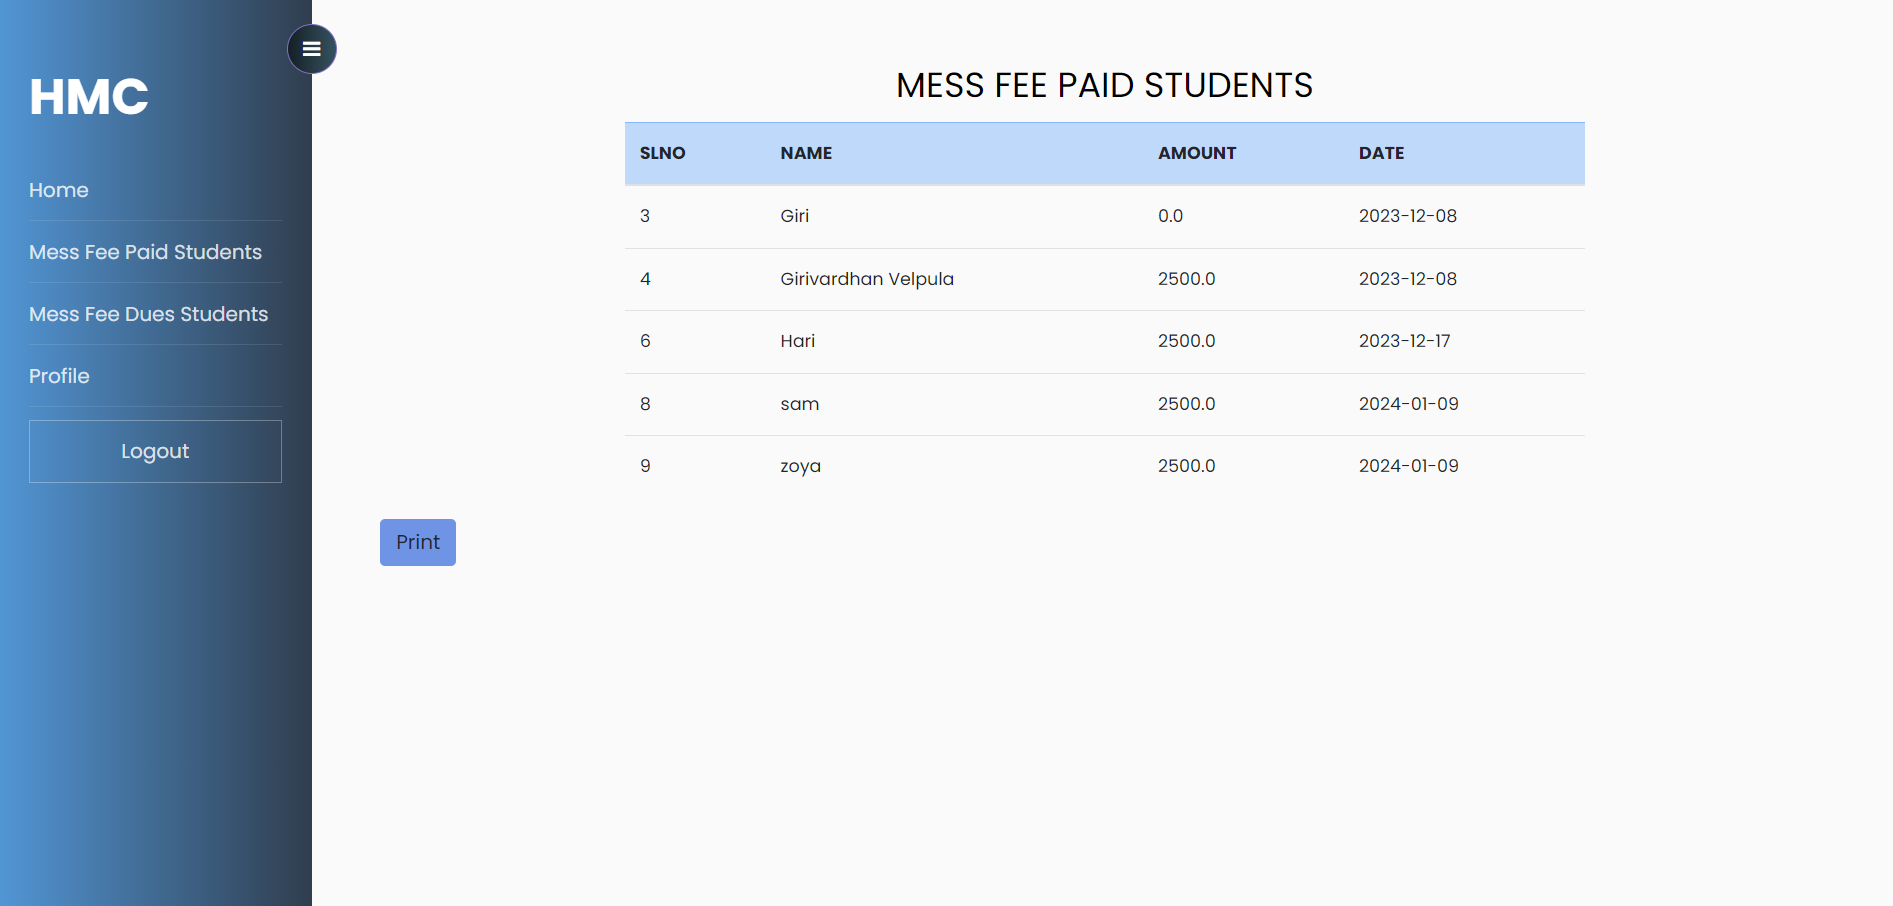 HMC
Home
Mess Fee Paid Students
Mess Fee Dues Students
Profile
Logout
MESS FEE PAID STUDENTS
SLNO NAME AMOUNT DATE
3 Giri 0.0 2023-12-08
4 Girivardhan Velpula 2500.0 2023-12-08
6 Hari 2500.0 2023-12-17
8 sam 2500.0 2024-01-09
9 zoya 2500.0 2024-01-09
Print